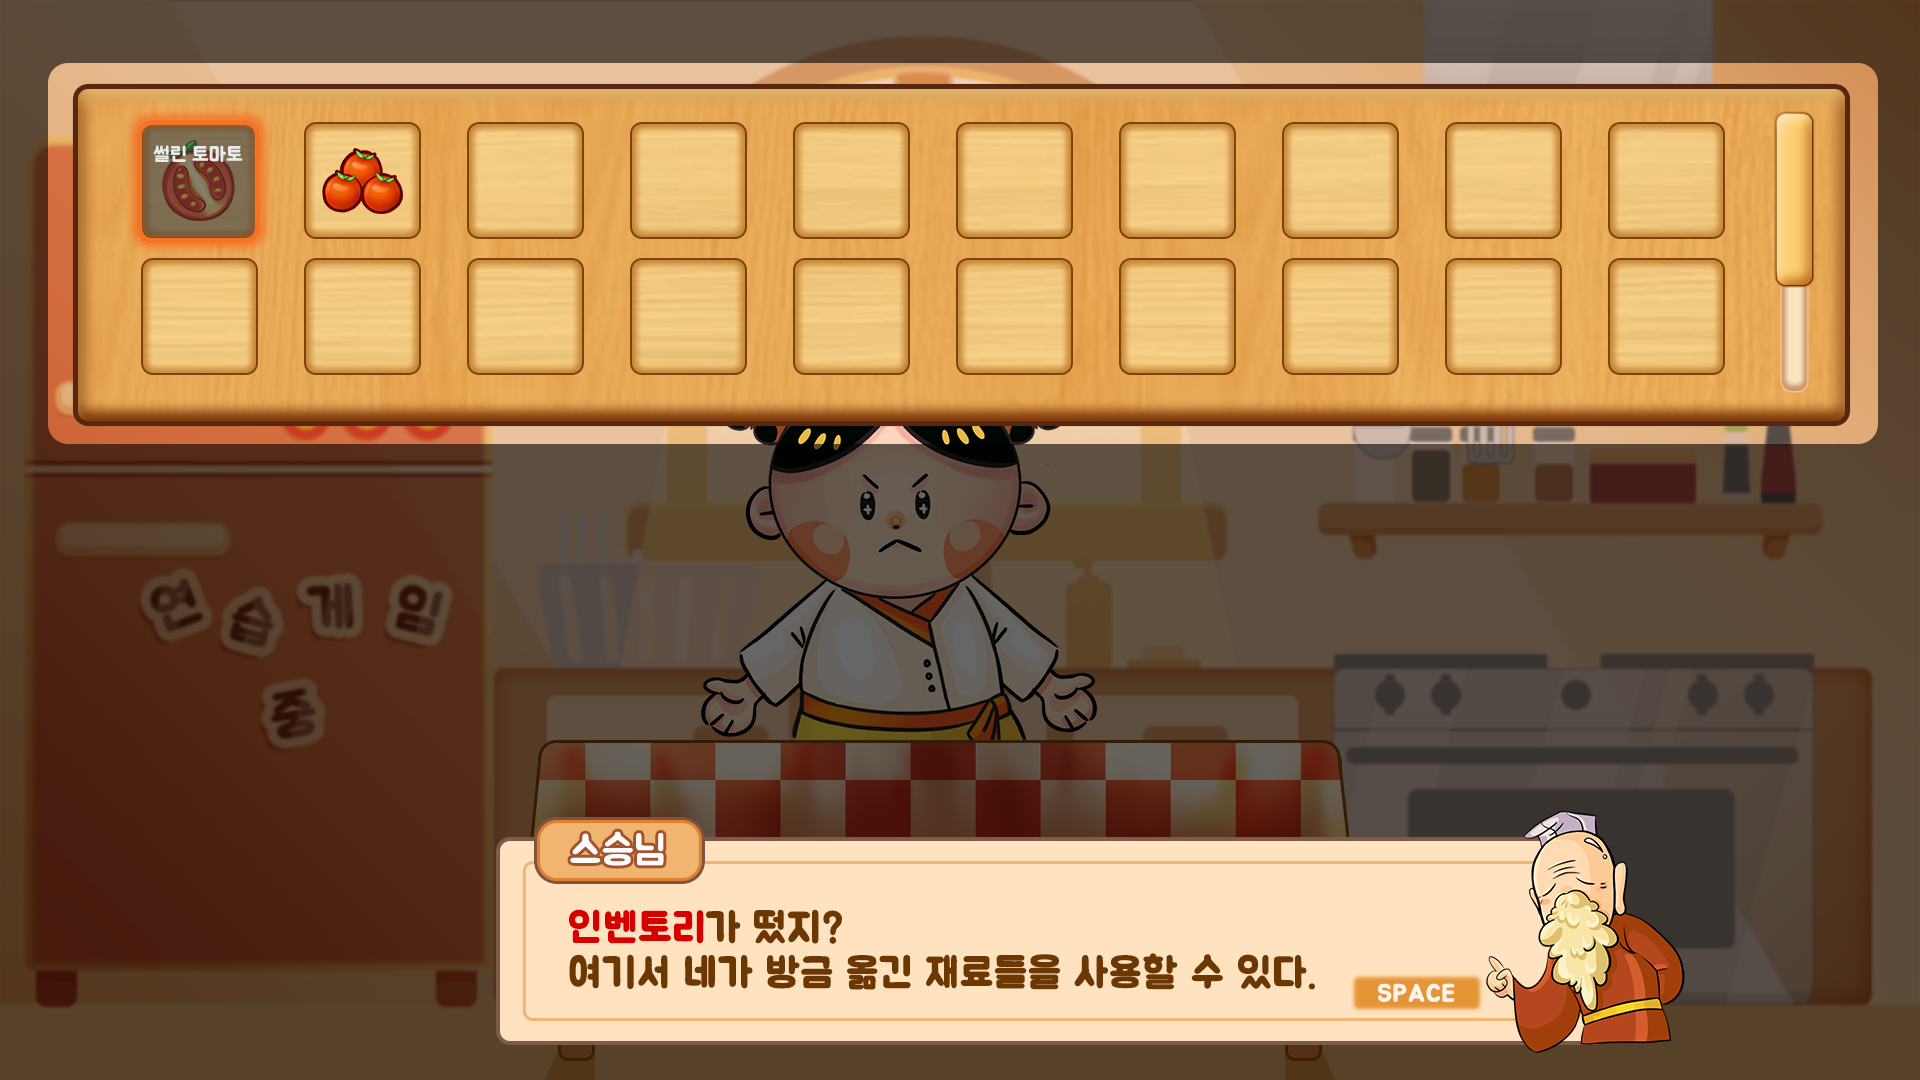 썰린 토마토
연습게임
중
스승님
인벤토리가 떴지?
여기서 네가 방금 옮긴 재료들을 사용할 수 있다.
SPACE